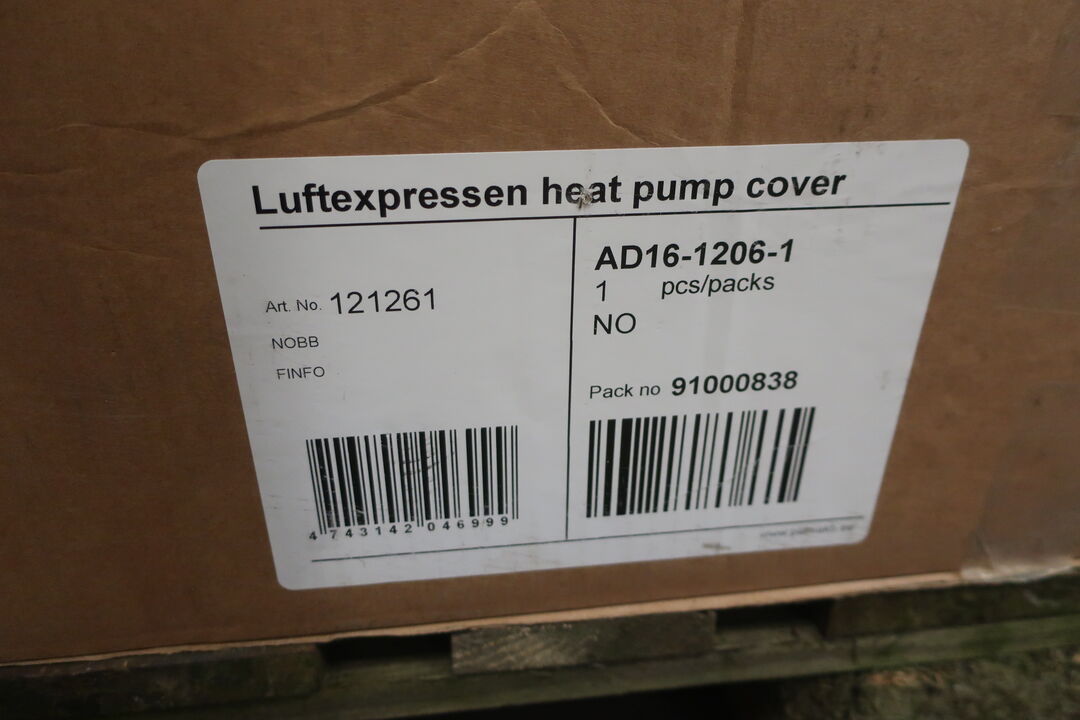 Luftexpressen heat pump cover
Art. No. 121261
NOBB
FINFO
4 743142 046999
AD16-1206-1
1 pcs/packs
NO
Pack no 91000838